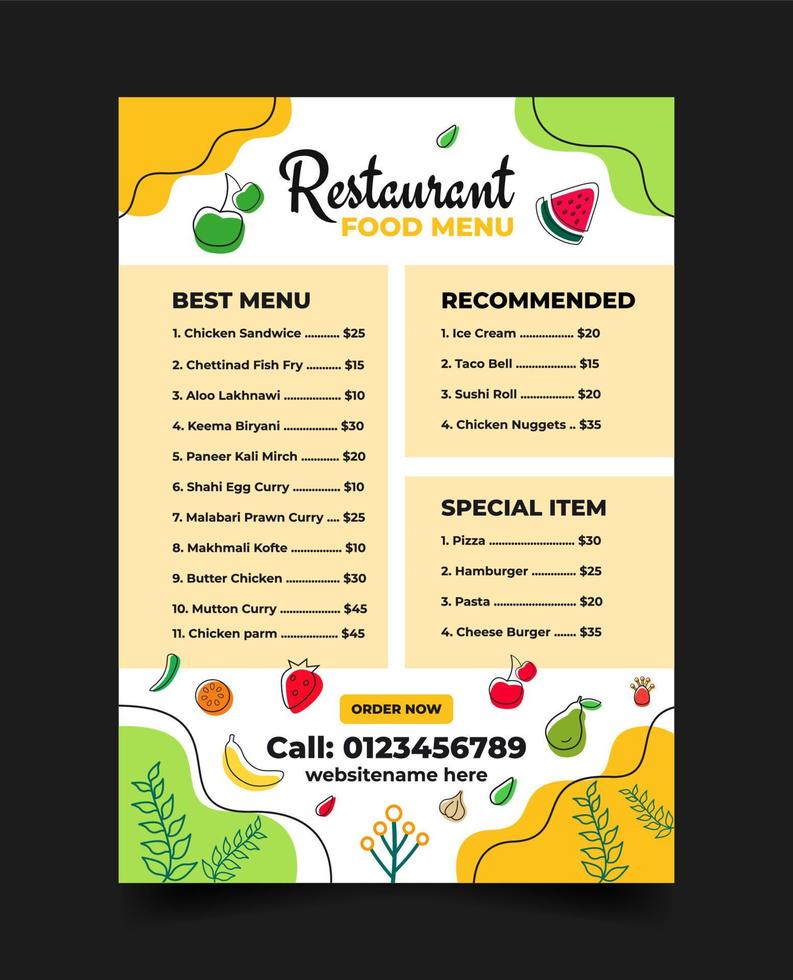 Restaurant
FOOD MENU
BEST MENU
1. Chicken Sandwice ........... $25
2. Chettinad Fish Fry ........... $15
3. Aloo Lakhnawi .................. $10
4. Keema Biryani ................. $30
5. Paneer Kali Mirch ............ $20
6. Shahi Egg Curry ............... $10
7. Malabari Prawn Curry .... $25
8. Makhmali Kofte ................ $10
9. Butter Chicken ................. $30
10. Mutton Curry ................... $45
11. Chicken parm .................. $45
RECOMMENDED
1. Ice Cream ................. $20
2. Taco Bell ................... $15
3. Sushi Roll ................. $20
4. Chicken Nuggets .. $35
SPECIAL ITEM
1. Pizza ........................... $30
2. Hamburger .............. $25
3. Pasta .......................... $20
4. Cheese Burger ....... $35
ORDER NOW
Call: 0123456789
websitename here